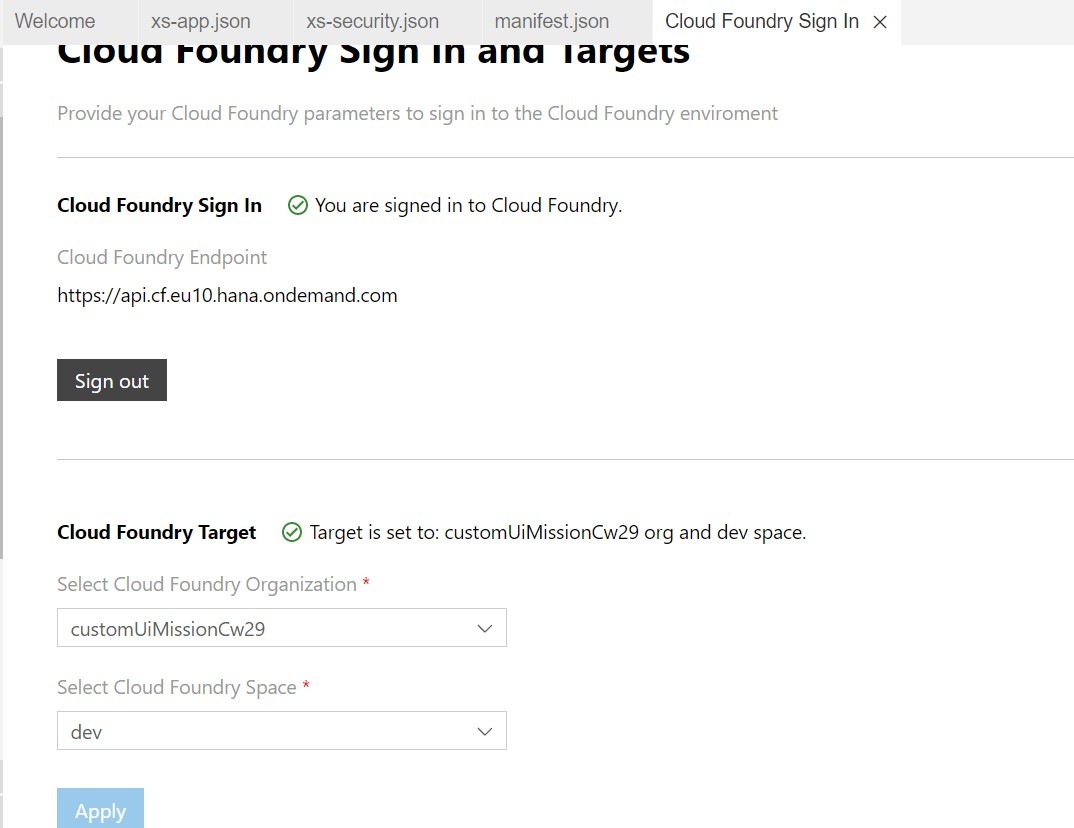 Welcome xs-app.json xs-security.json manifest.json Cloud Foundry Sign In
Cloud Foundry Sign In and Targets
Provide your Cloud Foundry parameters to sign in to the Cloud Foundry enviroment
Cloud Foundry Sign In You are signed in to Cloud Foundry.
Cloud Foundry Endpoint
https://api.cf.eu10.hana.ondemand.com
Sign out
Cloud Foundry Target Target is set to: customUiMissionCw29 org and dev space.
Select Cloud Foundry Organization *
customUiMissionCw29
Select Cloud Foundry Space *
dev
Apply